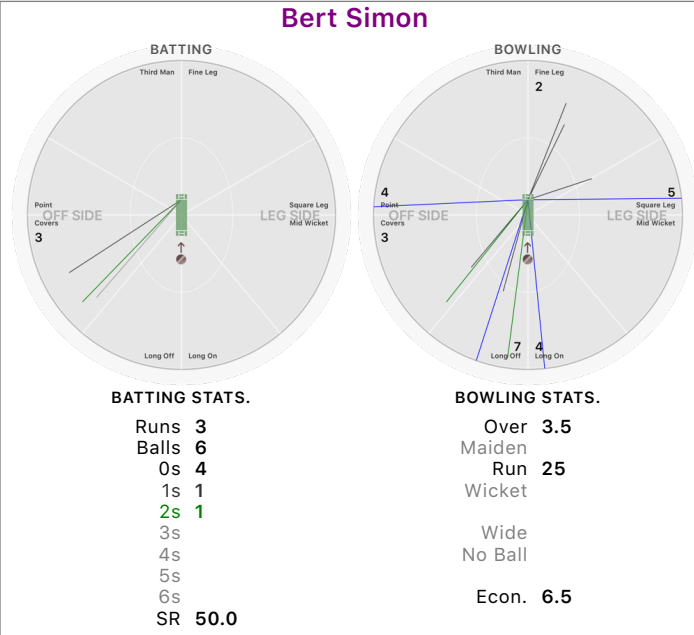 Bert Simon
BATTING
BOWLING
Third Man Fine Leg
Third Man Fine Leg
2
4
5
Point
OFF SIDE
Covers
3
Square Leg
LEG SIDE
Mid Wicket
Point
OFF SIDE
Covers
3
Square Leg
LEG SIDE
Mid Wicket
7 4
Long Off Long On
Long Off Long On
BATTING STATS.
BOWLING STATS.
Runs 3
Over 3.5
Balls 6
Maiden
0s 4
Run 25
1s 1
Wicket
2s 1
3s
Wide
4s
No Ball
5s
6s
Econ. 6.5
SR 50.0